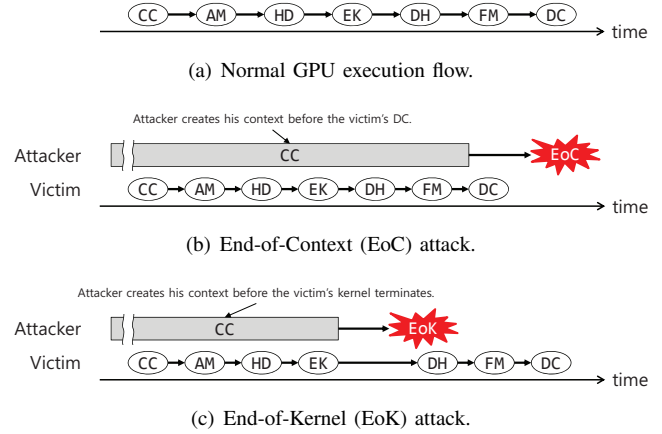 CC AM HD EK DH FM DC
time
(a) Normal GPU execution flow.
Attacker creates his context before the victim's DC.
Attacker CC EoC
Victim CC AM HD EK DH FM DC
time
(b) End-of-Context (EoC) attack.
Attacker creates his context before the victim's kernel terminates.
Attacker CC EoK
Victim CC AM HD EK DH FM DC
time
(c) End-of-Kernel (EoK) attack.